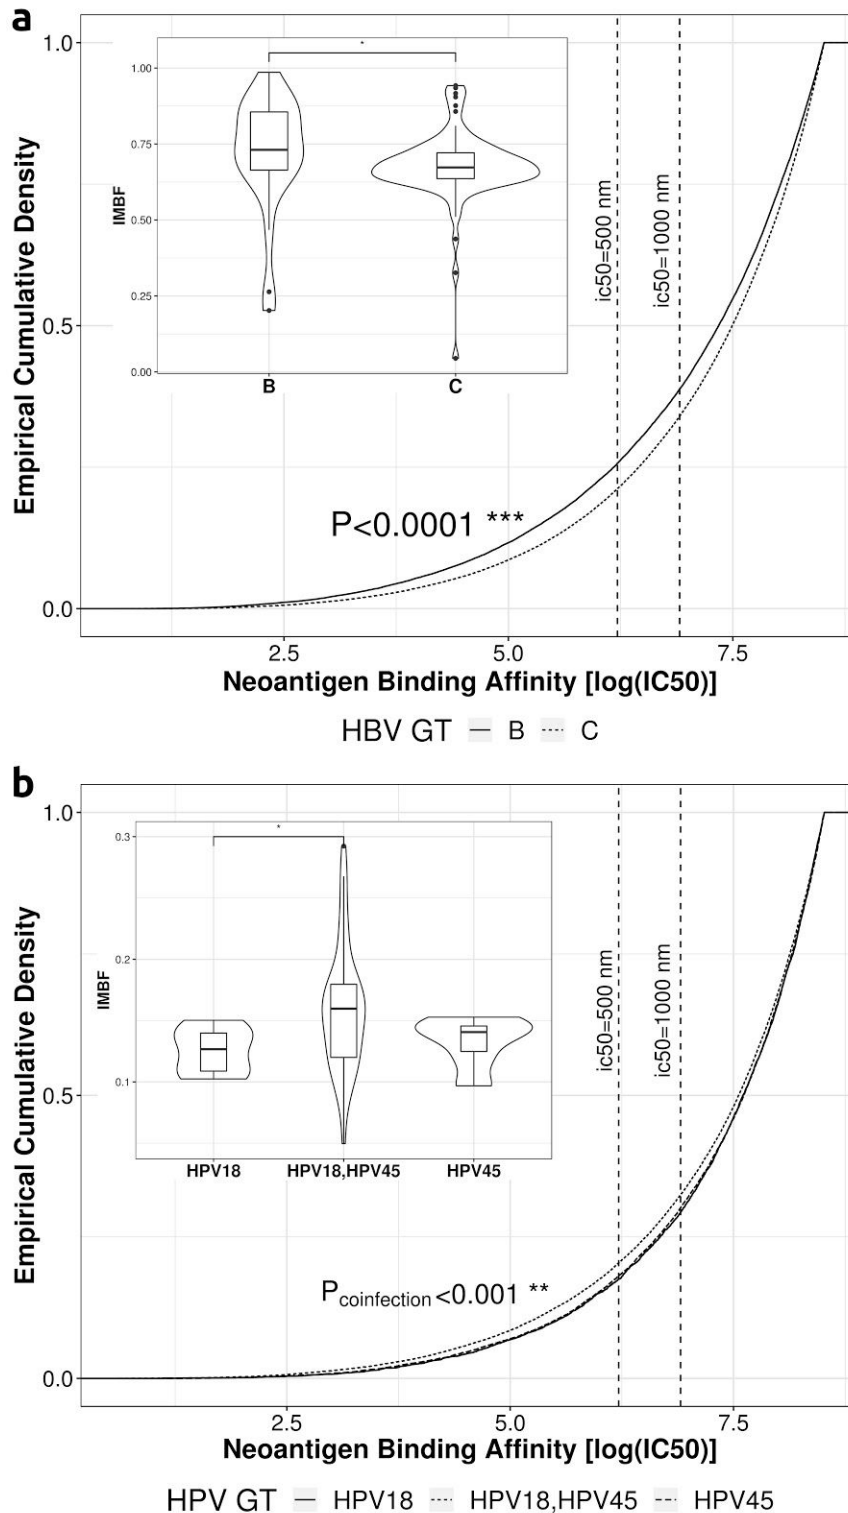 a
1.0
0.5
0.0
Empirical Cumulative Density
*
1.00
0.75
0.50
0.25
0.00
IMBF
B
C
ic50=500 nm
ic50=1000 nm
P<0.0001 ***
2.5
5.0
7.5
Neoantigen Binding Affinity [log(IC50)]
HBV GT B C
b
1.0
0.5
0.0
Empirical Cumulative Density
*
0.3
0.2
0.1
IMBF
HPV18
HPV18,HPV45
HPV45
ic50=500 nm
ic50=1000 nm
Pcoinfection<0.001 **
2.5
5.0
7.5
Neoantigen Binding Affinity [log(IC50)]
HPV GT HPV18 HPV18,HPV45 HPV45